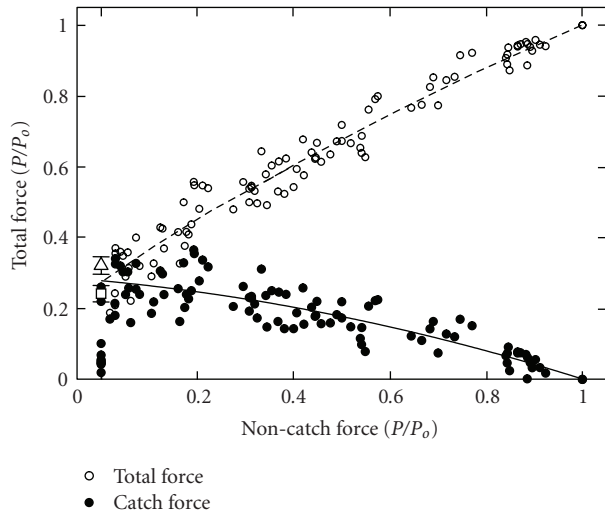 1
0.8
0.6
0.4
0.2
0
0 0.2 0.4 0.6 0.8 1
Total force (P/Po)
Non-catch force (P/Po)
Total force
Catch force